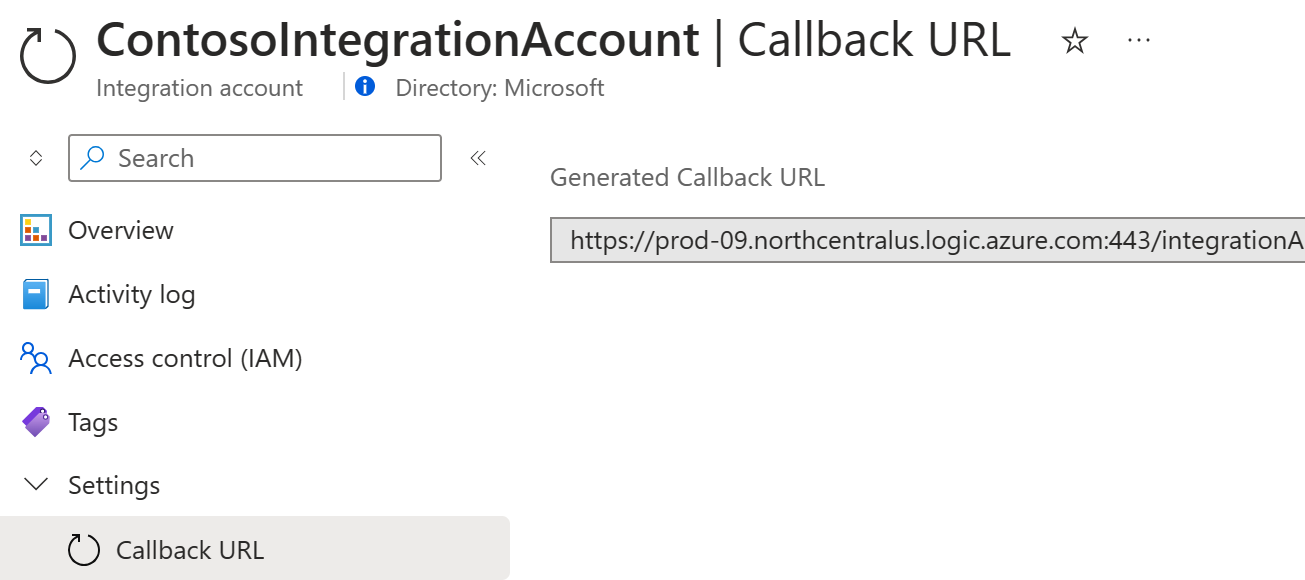 ContosoIntegrationAccount | Callback URL
Integration account
Directory: Microsoft
Search
Generated Callback URL
https://prod-09.northcentralus.logic.azure.com:443/integrationA
Overview
Activity log
Access control (IAM)
Tags
Settings
Callback URL